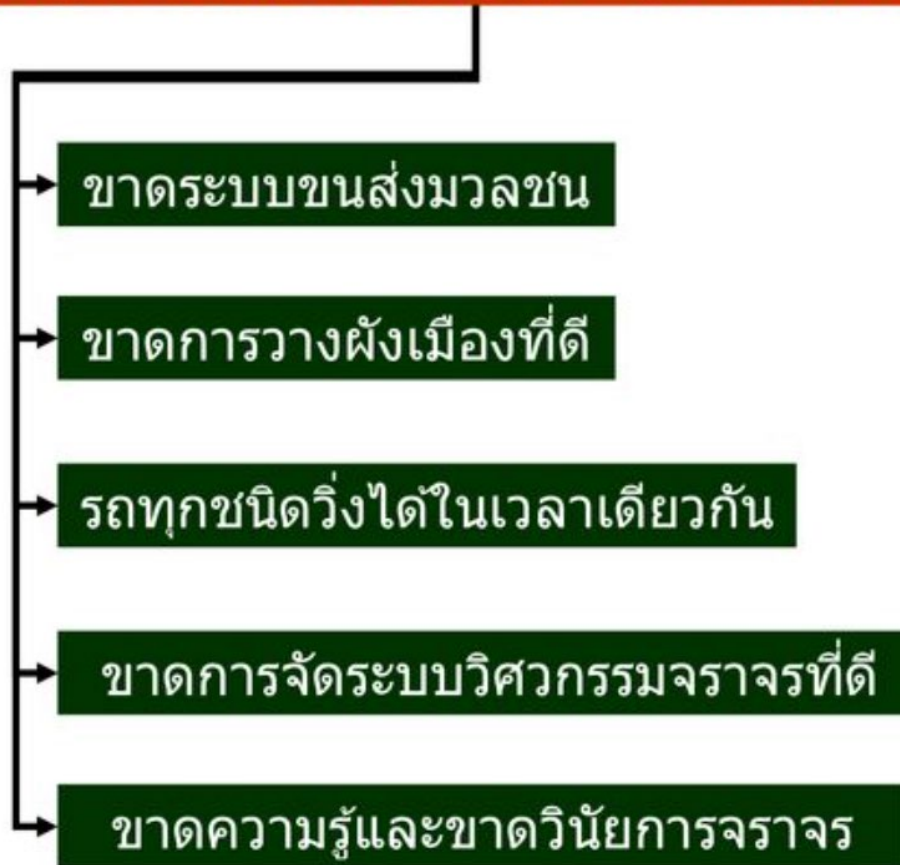 ขาดระบบขนส่งมวลชน
ขาดการวางผังเมืองที่ดี
รถทุกชนิดวิ่งได้ในเวลาเดียวกัน
ขาดการจัดระบบวิศวกรรมจราจรที่ดี
ขาดความรู้และขาดวินัยการจราจร